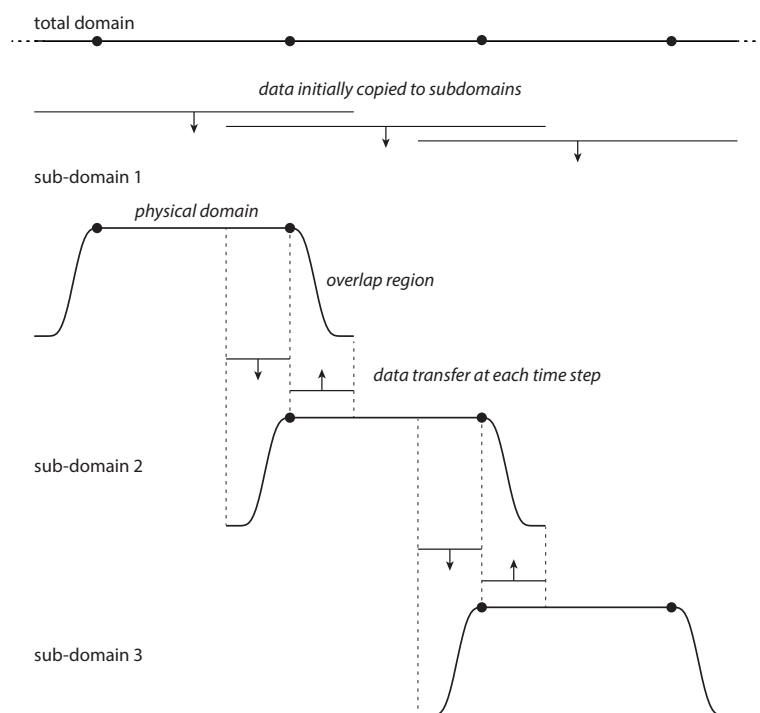 total domain
data initially copied to subdomains
sub-domain 1
physical domain
overlap region
data transfer at each time step
sub-domain 2
sub-domain 3